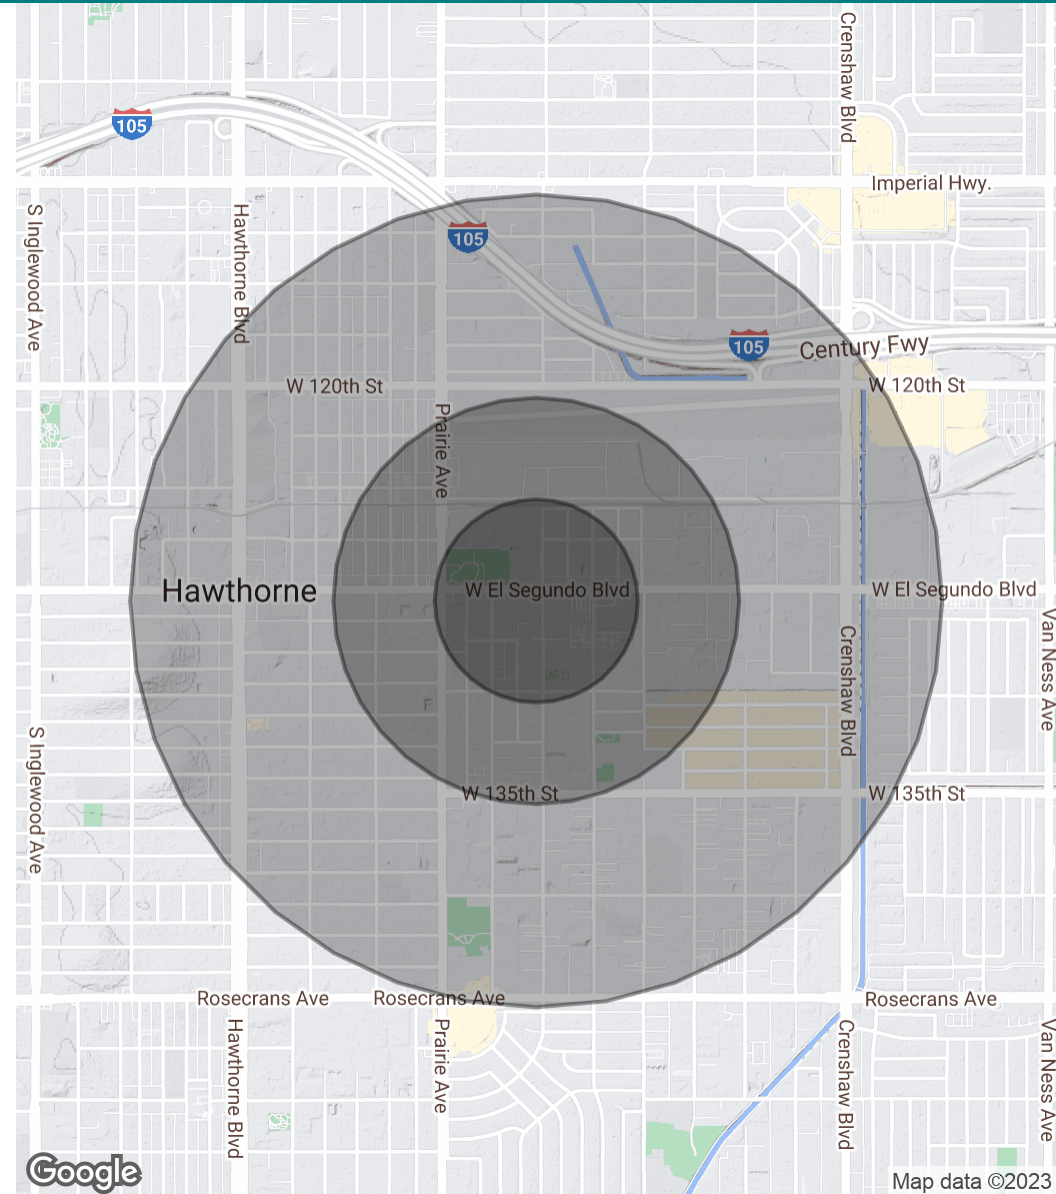 Crenshaw Blvd
105
Imperial Hwy.
S Inglewood Ave
Hawthorne Blvd
105
105
Century Fwy
W 120th St
W 120th St
Prairie Ave
Hawthorne
W El Segundo Blvd
W El Segundo Blvd
Van Ness Ave
Crenshaw Blvd
S Inglewood Ave
W 135th St
W 135th St
Rosecrans Ave
Rosecrans Ave
Rosecrans Ave
Hawthorne Blvd
Prairie Ave
Crenshaw Blvd
Van Ness Ave
Google
Map data ©2023